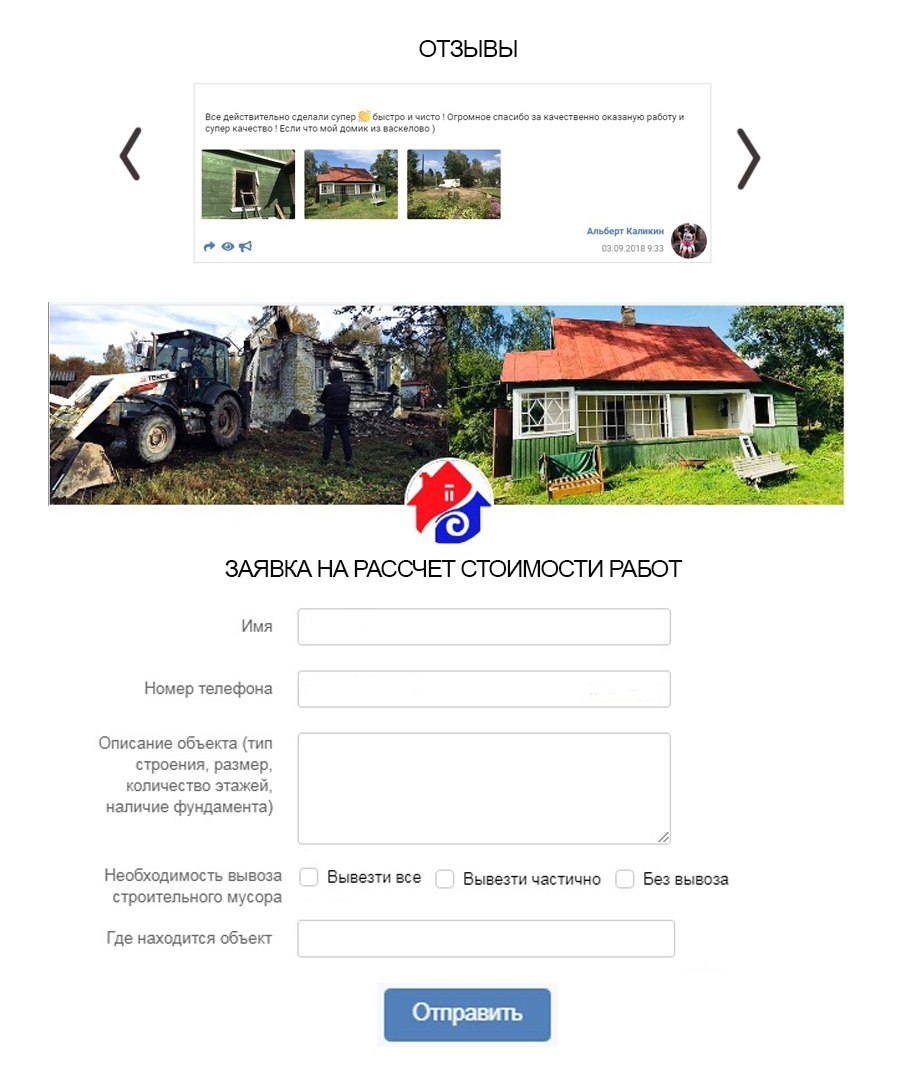 ОТЗЫВЫ
Все действительно сделали супер 👏 быстро и чисто ! Огромное спасибо за качественно оказаную работу и
супер качество ! Если что мой домик из васкелово )
Альберт Каликин
03.09.2018 9:33
ЗАЯВКА НА РАССЧЕТ СТОИМОСТИ РАБОТ
Имя
Номер телефона
Описание объекта (тип
строения, размер,
количество этажей,
наличие фундамента)
Необходимость вывоза
строительного мусора
Вывезти все
Вывезти частично
Без вывоза
Где находится объект
Отправить